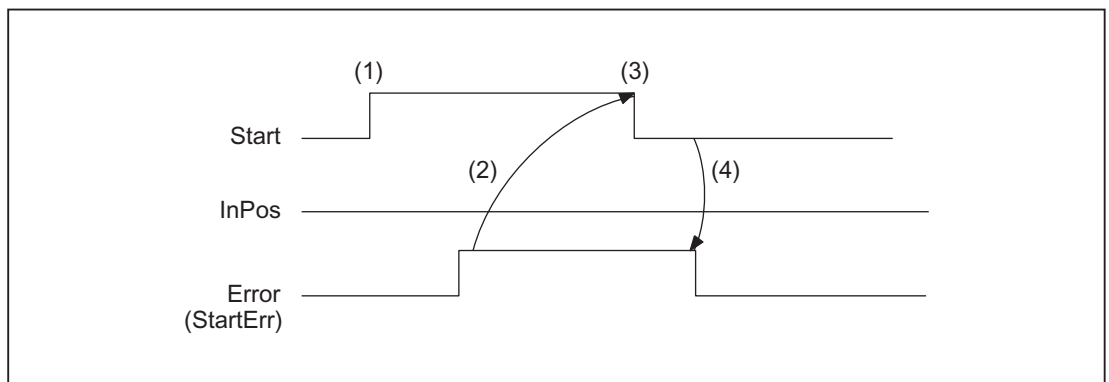 (1)
(3)
Start
(2)
(4)
InPos
Error
(StartErr)